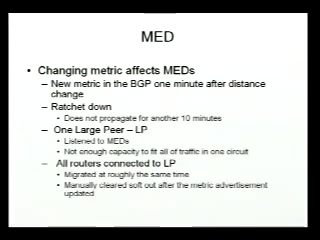 MED
• Changing metric affects MEDs
– New metric in the BGP one minute after distance
change
– Ratchet down
• Does not propagate for another 10 minutes
– One Large Peer – LP
• Listened to MEDs
• Not enough capacity to fit all of traffic in one circuit
– All routers connected to LP
• Migrated at roughly the same time
• Manually cleared soft out after the metric advertisement
updated